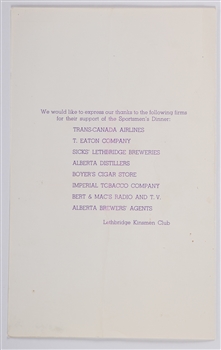 We would like to express our thanks to the following firms
for their support of the Sportsmen's Dinner:
TRANS-CANADA AIRLINES
T. EATON COMPANY
SICKS' LETHBRIDGE BREWERIES
ALBERTA DISTILLERS
BOYER'S CIGAR STORE
IMPERIAL TOBACCO COMPANY
BERT & MAC'S RADIO AND T. V.
ALBERTA BREWERS' AGENTS
Lethbridge Kinsmen Club